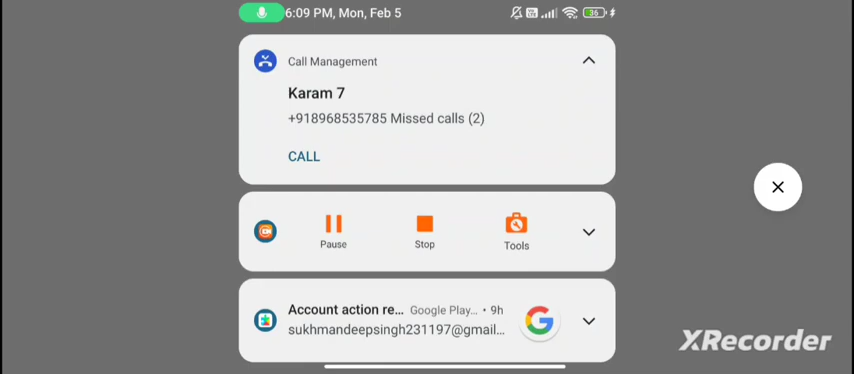 6:09 PM, Mon, Feb 5
36
Call Management
Karam 7
+918968535785 Missed calls (2)
CALL
Pause
Stop
Tools
Account action re... Google Play... • 9h
sukhmandeepsingh231197@gmail...
XRecorder